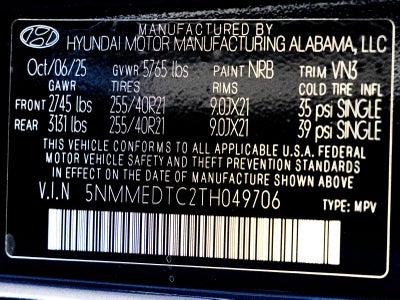 MANUFACTURED BY
HYUNDAI MOTOR MANUFACTURING ALABAMA, LLC
Oct/06/25 GVWR 5765 lbs PAINT NRB TRIM VN3
GAWR TIRES RIMS COLD TIRE INFL
FRONT 2745 lbs 255/40R21 9.0JX21 35 psi SINGLE
REAR 3131 lbs 255/40R21 9.0JX21 39 psi SINGLE
THIS VEHICLE CONFORMS TO ALL APPLICABLE U.S.A. FEDERAL
MOTOR VEHICLE SAFETY AND THEFT PREVENTION STANDARDS
IN EFFECT ON THE DATE OF MANUFACTURE SHOWN ABOVE.
V.I.N 5NMMEDTC2TH049706 TYPE: MPV